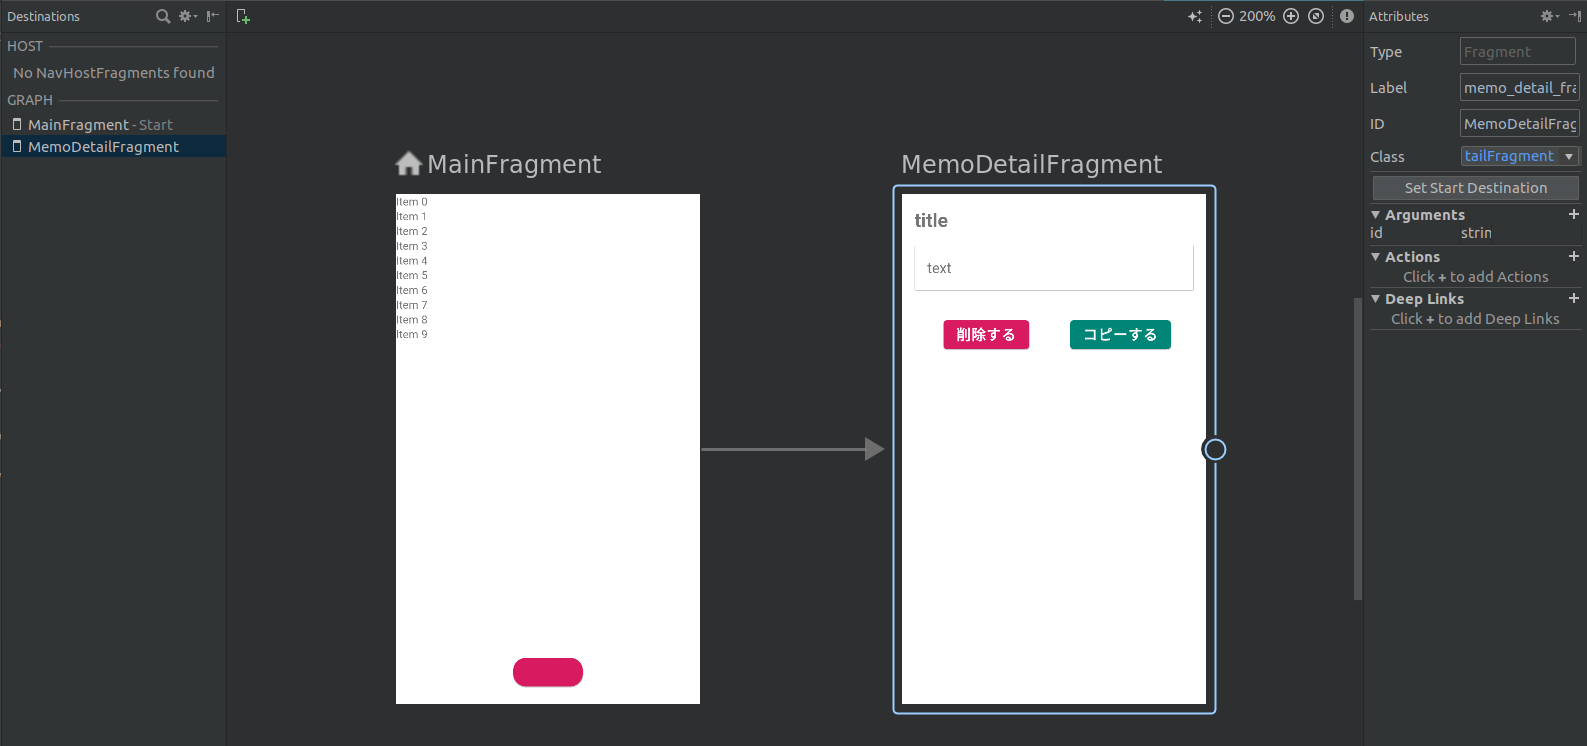 Destinations
200%
Attributes
HOST
No NavHostFragments found
GRAPH
MainFragment - Start
MemoDetailFragment
MainFragment
Item 0
Item 1
Item 2
Item 3
Item 4
Item 5
Item 6
Item 7
Item 8
Item 9
MemoDetailFragment
title
text
削除する
コピーする
Type
Fragment
Label
memo_detail_fra
ID
MemoDetailFrag
Class
tailFragment
Set Start Destination
Arguments
id
strin
Actions
Click + to add Actions
Deep Links
Click + to add Deep Links